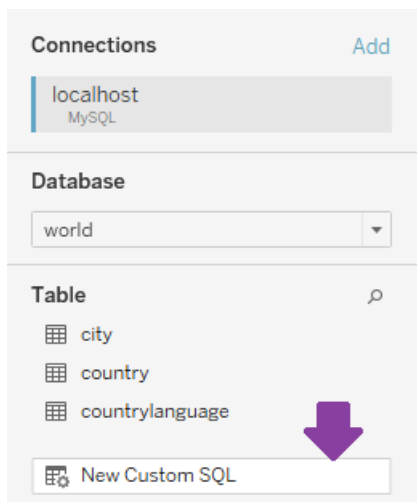 Connections Add
localhost
MySQL
Database
world
Table
city
country
countrylanguage
New Custom SQL